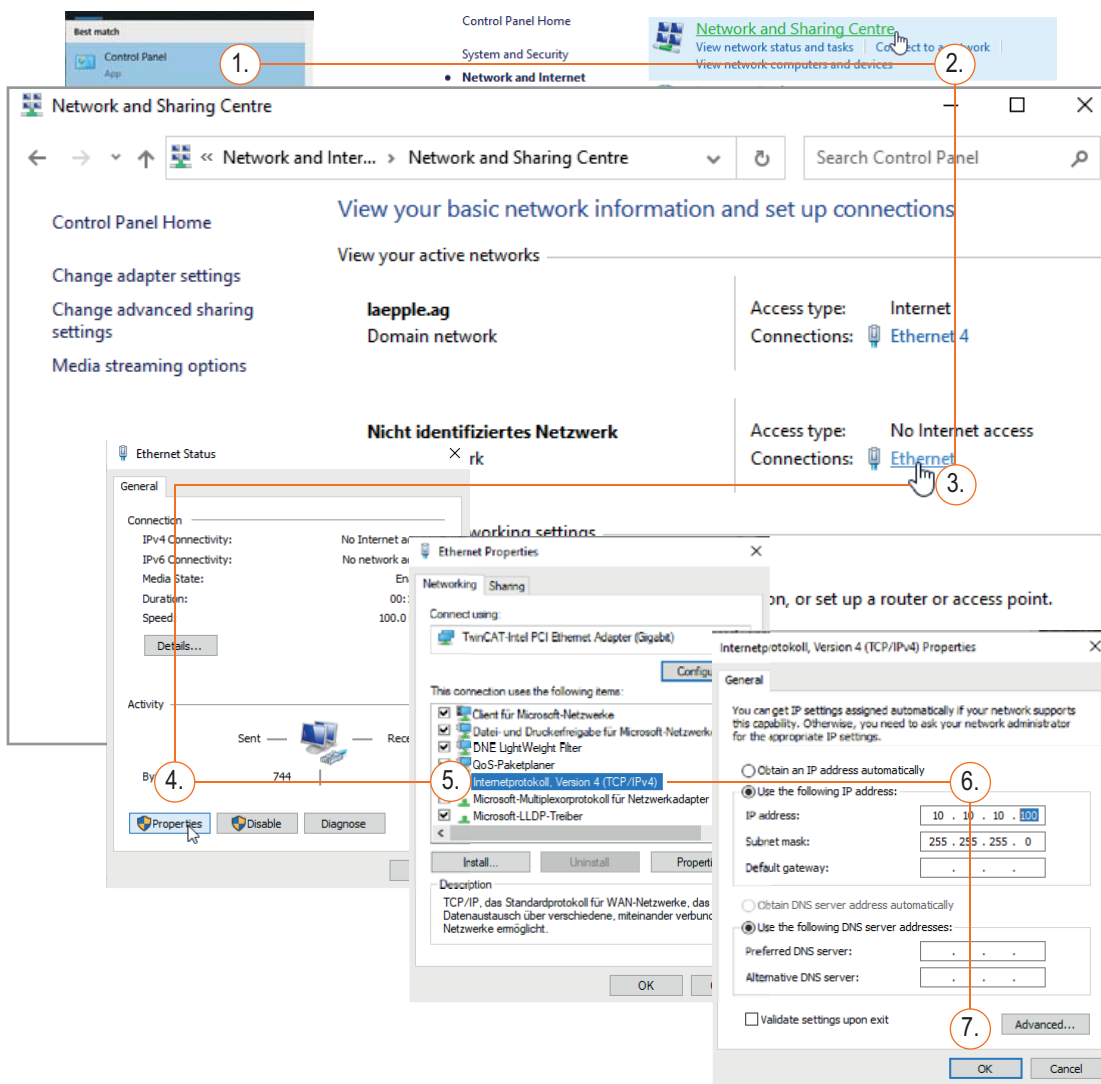 Best match
Control Panel
App
1.
Control Panel Home
System and Security
Network and Internet
Network and Sharing Centre
View network status and tasks
View network computers and devices
2.
Network and Sharing Centre
« Network and Inter... > Network and Sharing Centre
Search Control Panel
Control Panel Home
Change adapter settings
Change advanced sharing
settings
Media streaming options
View your basic network information and set up connections
View your active networks
laepple.ag
Domain network
Access type: Internet
Connections: Ethernet 4
Nicht identifiziertes Netzwerk
rk
Access type: No Internet access
Connections: Ethernet
3.
working settings
on, or set up a router or access point.
Ethernet Status
General
Connection
IPv4 Connectivity: No Internet a
IPv6 Connectivity: No network a
Media State: En
Duration: 00:
Speed: 100.0
Details...
Activity
Sent — Rece
By
4.
744
Properties
Disable
Diagnose
Ethernet Properties
Networking
Sharing
Connect using:
TwinCAT-Intel PCI Ethernet Adapter (Gigabit)
Configu
This connection uses the following items:
Client für Microsoft-Netzwerke
Datei- und Druckerfreigabe für Microsoft-Netzwerk
DNE LightWeight Filter
QoS-Paketplaner
5.
Internetprotokoll, Version 4 (TCP/IPv4)
Microsoft-Multiplexorprotokoll für Netzwerkadapter
Microsoft-LLDP-Treiber
Install...
Uninstall
Properti
Description
TCP/IP, das Standardprotokoll für WAN-Netzwerke, das
Datenaustausch über verschiedene, miteinander verbunc
Netzwerke ermöglicht.
OK
Internetprotokoll, Version 4 (TCP/IPv4) Properties
General
You can get IP settings assigned automatically if your network supports
this capability. Otherwise, you need to ask your network administrator
for the appropriate IP settings.
Obtain an IP address automatically
6.
Use the following IP address:
IP address: 10 . 10 . 10 . 100
Subnet mask: 255 . 255 . 255 . 0
Default gateway: . . .
Obtain DNS server address automatically
Use the following DNS server addresses:
Preferred DNS server: . . .
Alternative DNS server: . . .
Validate settings upon exit
7.
Advanced...
OK
Cancel